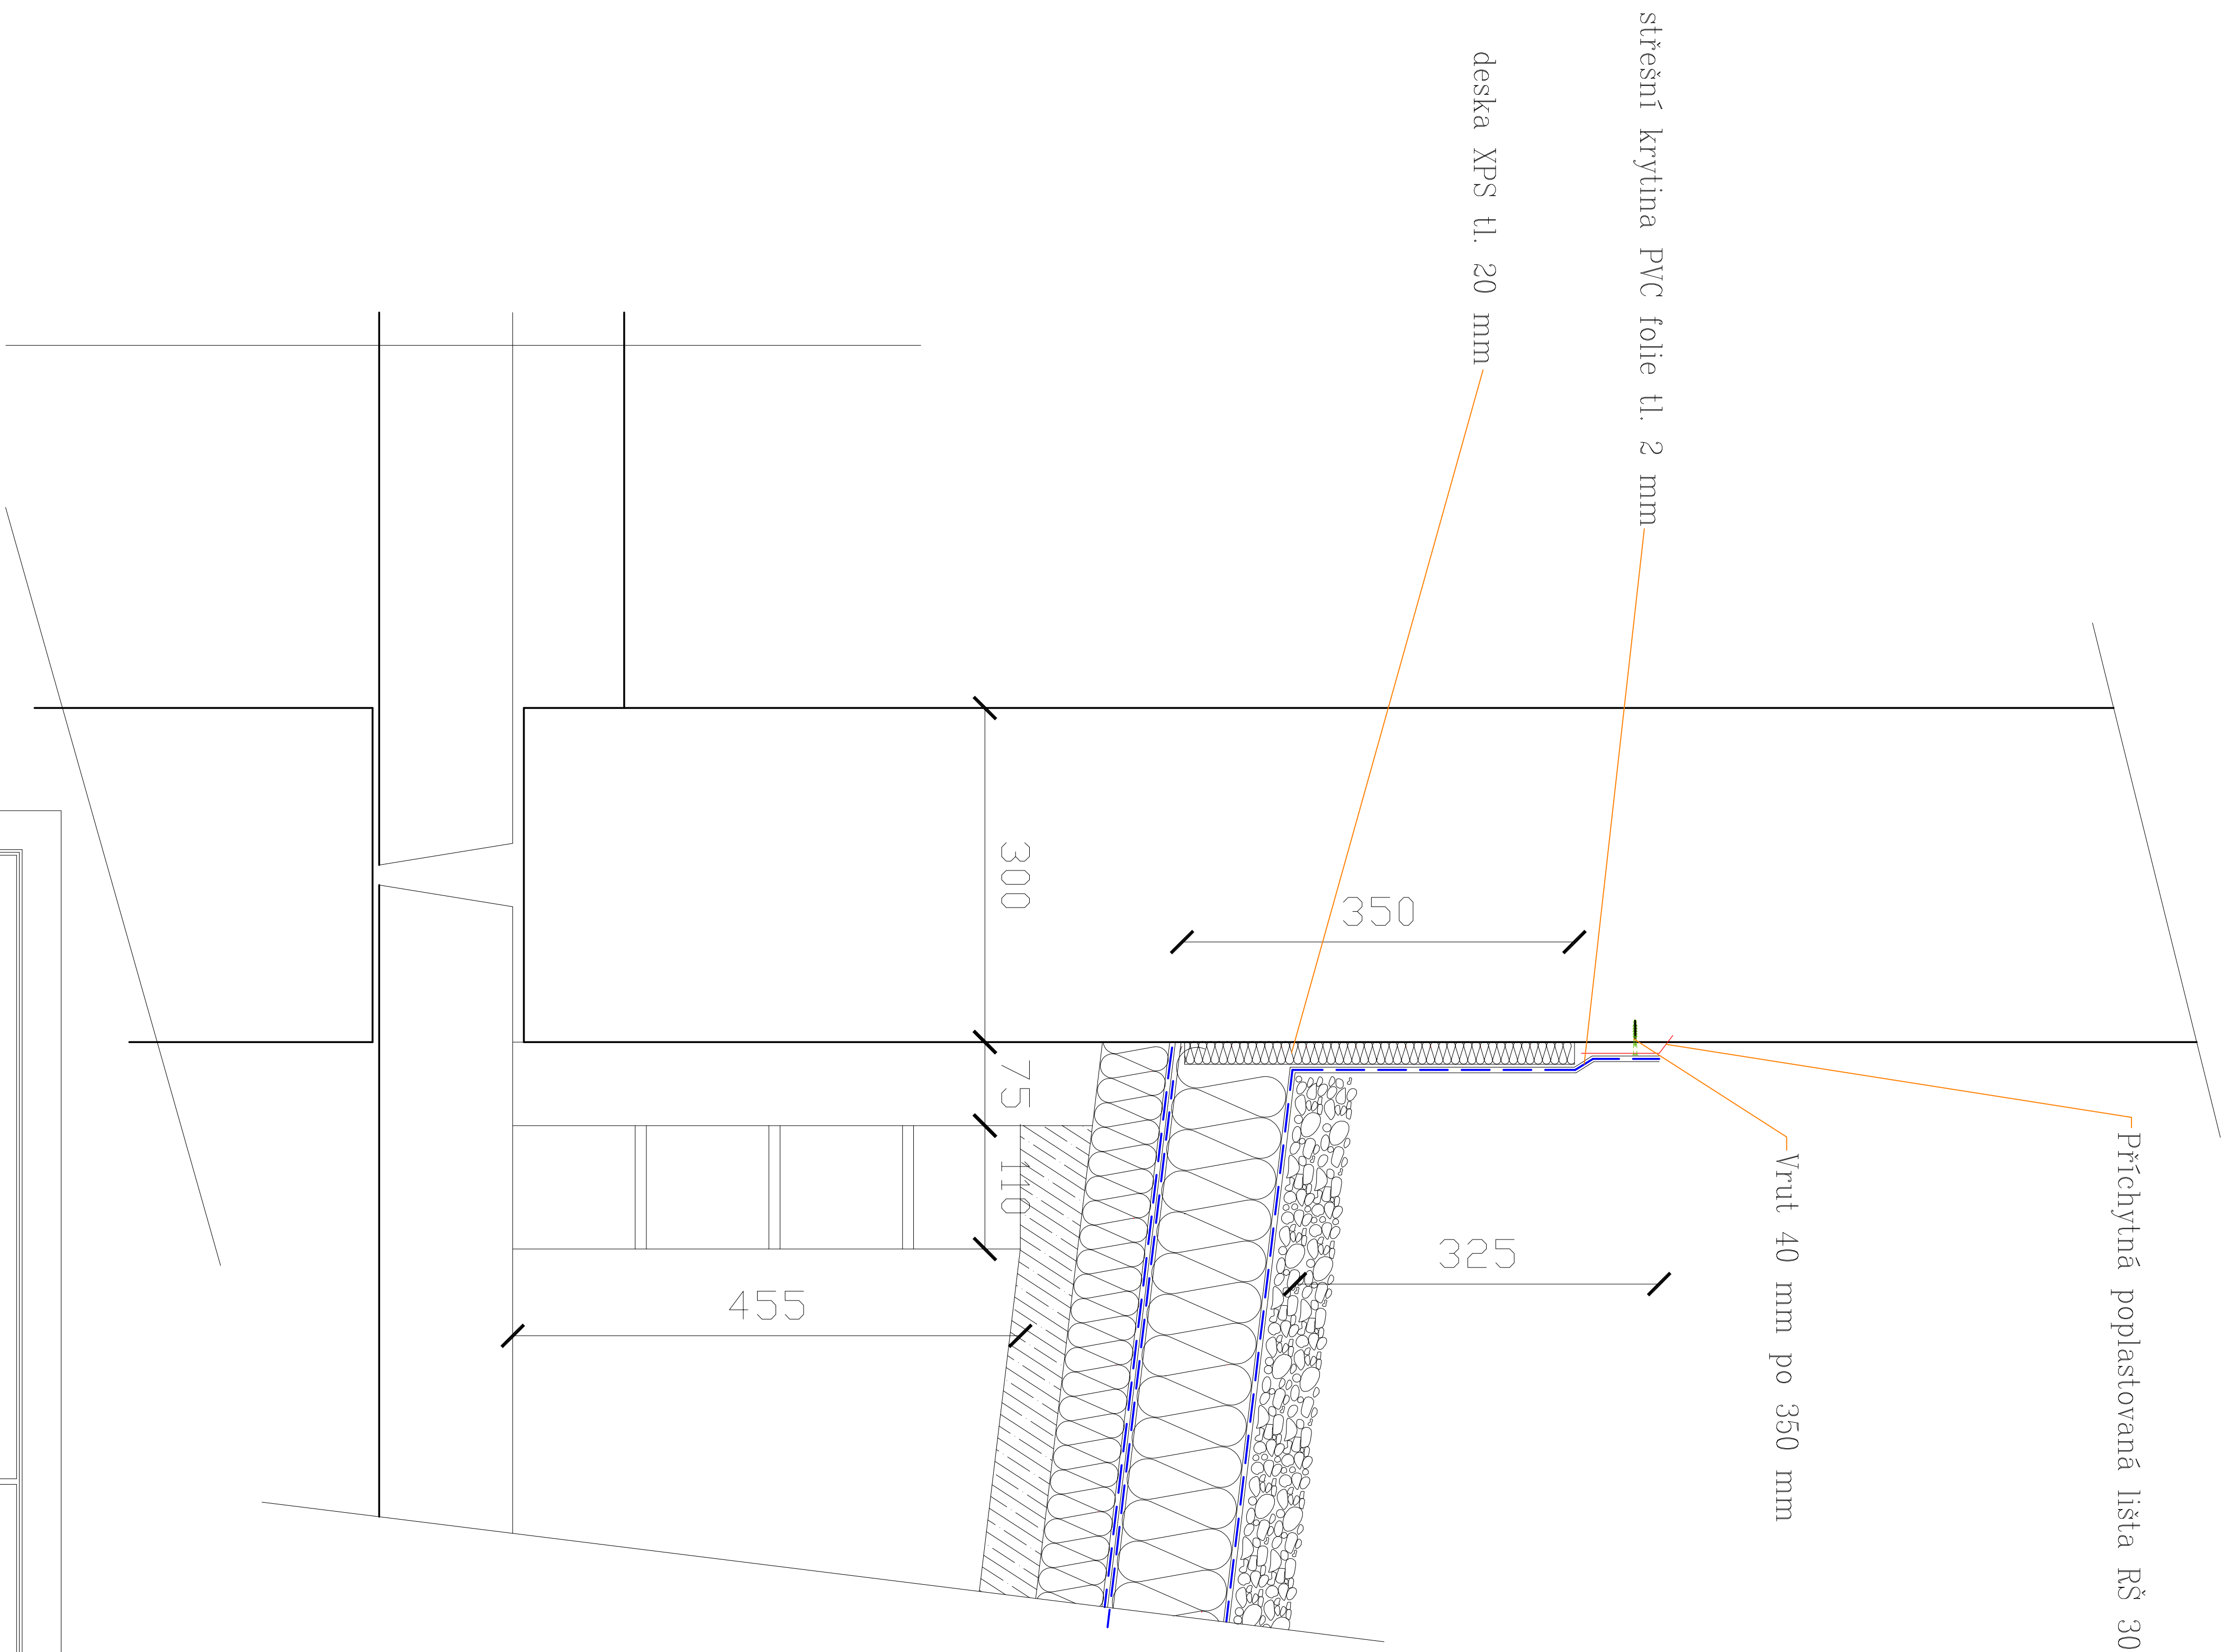 Příchytná poplastovaná lišta RŠ 30
Vrut 40 mm po 350 mm
střešní krytina PVC folie tl. 2 mm
deska XPS tl. 20 mm
350
325
300
75
110
455